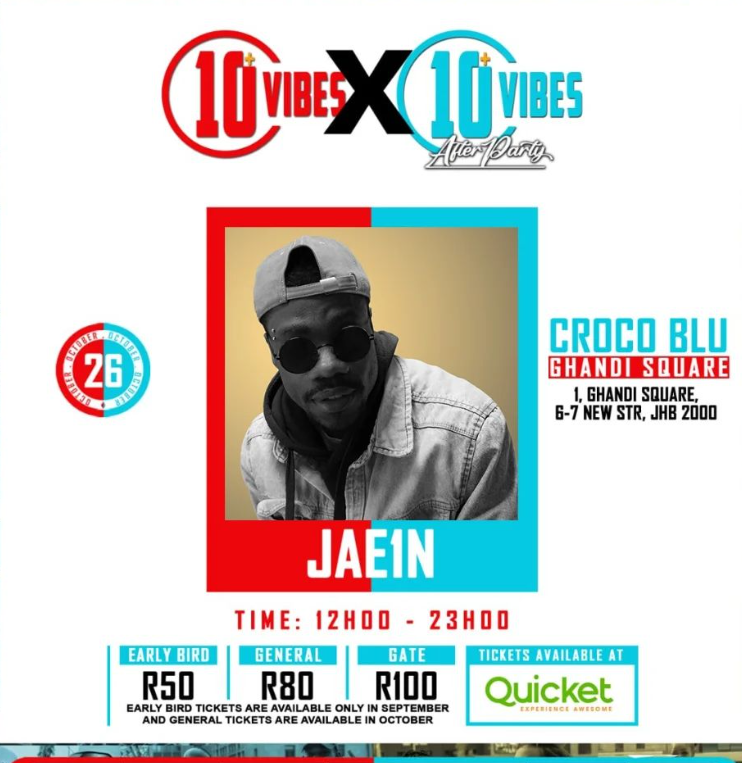 10+ VIBES X 10+ VIBES
After Party
OCTOBER . OCTOBER . OCTOBER . OCTOBER
26
CROCO BLU
GHANDI SQUARE
1, GHANDI SQUARE,
6-7 NEW STR, JHB 2000
JAE1N
TIME: 12H00 - 23H00
EARLY BIRD GENERAL GATE
R50 R80 R100
EARLY BIRD TICKETS ARE AVAILABLE ONLY IN SEPTEMBER
AND GENERAL TICKETS ARE AVAILABLE IN OCTOBER
TICKETS AVAILABLE AT
Quicket
EXPERIENCE AWESOME